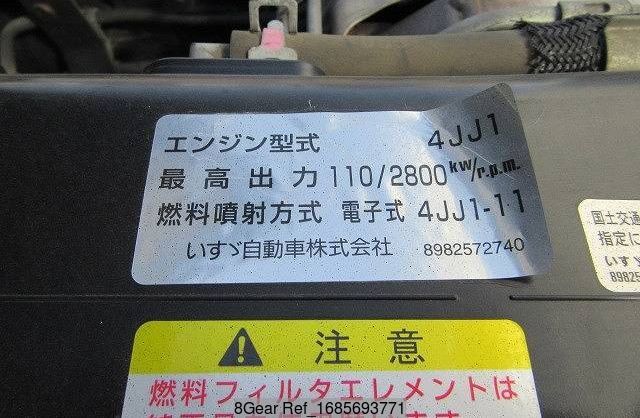 エンジン型式 4JJ1
最高出力 110/2800 kw/r.p.m.
燃料噴射方式 電子式 4JJ1-11
いすゞ自動車株式会社 8982572740
国土交通
指定に
いすゞ
8982
注意
燃料フィルタエレメントは
8Gear Ref_1685693771